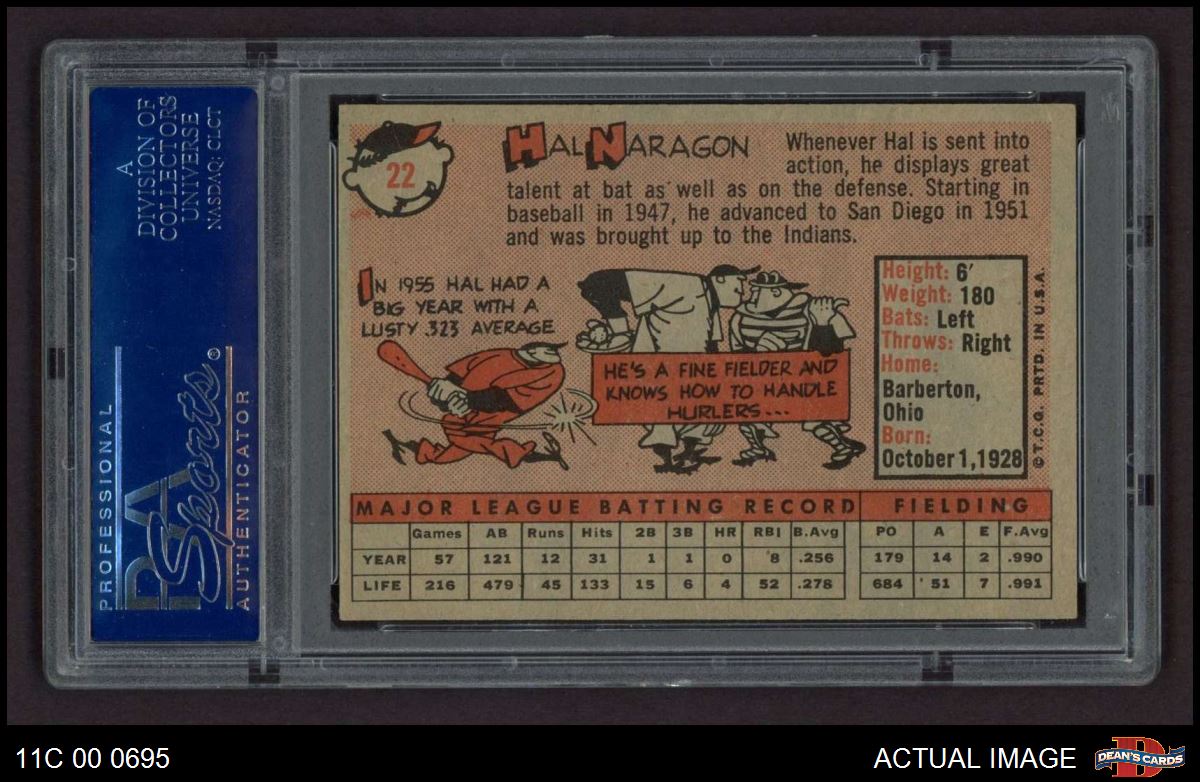 A
DIVISION OF
COLLECTORS
UNIVERSE
NASDAQ: CLCT
PROFESSIONAL
PSA
Sports®
AUTHENTICATOR
22
HAL NARAGON
Whenever Hal is sent into
action, he displays great
talent at bat as well as on the defense. Starting in
baseball in 1947, he advanced to San Diego in 1951
and was brought up to the Indians.
IN 1955 HAL HAD A
BIG YEAR WITH A
LUSTY .323 AVERAGE
HE'S A FINE FIELDER AND
KNOWS HOW TO HANDLE
HURLERS...
Height: 6′
Weight: 180
Bats: Left
Throws: Right
Home:
Barberton,
Ohio
Born:
October 1, 1928
© T.C.G. PRTD. IN U.S.A.
MAJOR LEAGUE BATTING RECORD FIELDING
Games AB Runs Hits 2B 3B HR RBI B.Avg PO A E F.Avg
YEAR 57 121 12 31 1 1 0 8 .256 179 14 2 .990
LIFE 216 479 45 133 15 6 4 52 .278 684 51 7 .991
11C 00 0695
ACTUAL IMAGE
D
DEAN'S CARDS